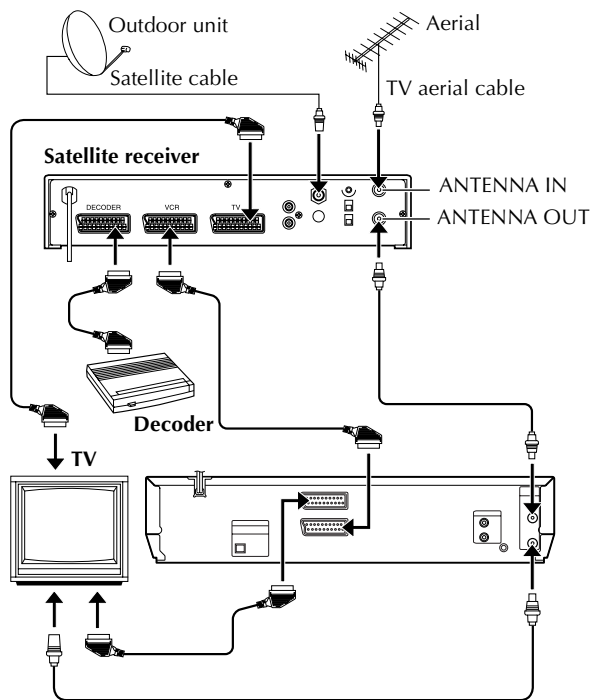 Outdoor unit
Aerial
Satellite cable
TV aerial cable
Satellite receiver
ANTENNA IN
DECODER
VCR
TV
ANTENNA OUT
Decoder
TV